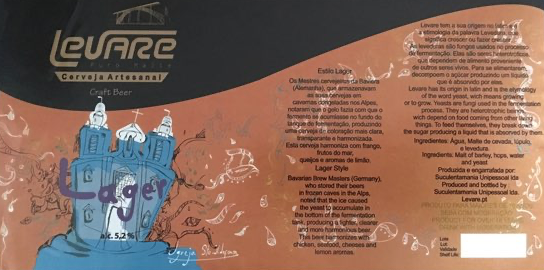 Levare
Puro Malte
Cerveja Artesanal
Craft Beer
Lager
alc. 5,2%
Igreja
Estilo Lager
Os Mestres cervejeiros da Baviera
(Alemanha), que armazenavam
as suas cervejas em
cavernas congeladas nos Alpes,
notaram que o gelo fazia com que o
fermento se acumulasse no fundo do
tanque de fermentação, produzindo
uma cerveja de coloração mais clara,
transparente e harmonizada.
Esta cerveja harmoniza com frango,
frutos do mar,
queijos e aromas de limão.
Lager Style
Bavarian Brew Masters (Germany),
who stored their beers
in frozen caves in the Alps,
noted that the ice caused
the yeast to accumulate in
the bottom of the fermentation
tank, producing a lighter, clearer
and more harmonious beer.
This beer harmonizes with
chicken, seafood, cheeses and
lemon aromas.
Levare tem a sua origem no latim e é
a etimologia da palavra Levedura, que
significa crescer ou fazer crescer.
As leveduras são fungos usados no processo
de fermentação. Elas são seres heterotróficos,
que dependem de alimento proveniente
de outros seres vivos. Para se alimentarem
decompoem o açúcar produzindo um líquido
que é absorvido por eles.
Levare has its origin in latin and is the etymology
of the word yeast, wich means growing
or to grow. Yeasts are fungi used in the fermentation
process. They are heterotrophic beings
wich depend on food coming from other living
things. To feed themselves, they break down
the sugar producing a liquid that is absorbed by them.
Ingredientes: Agua, Malte de cevada, lúpulo,
e levedura.
Ingredients: Malt of barley, hops, water
and yeast
Produzida e engarrafada por:
Suculentamania Unipessoal lda
Produced and bottled by
Suculentamania Unipessoal lda.
Levare.pt
Lote
Lot
Validade
Shelf Life